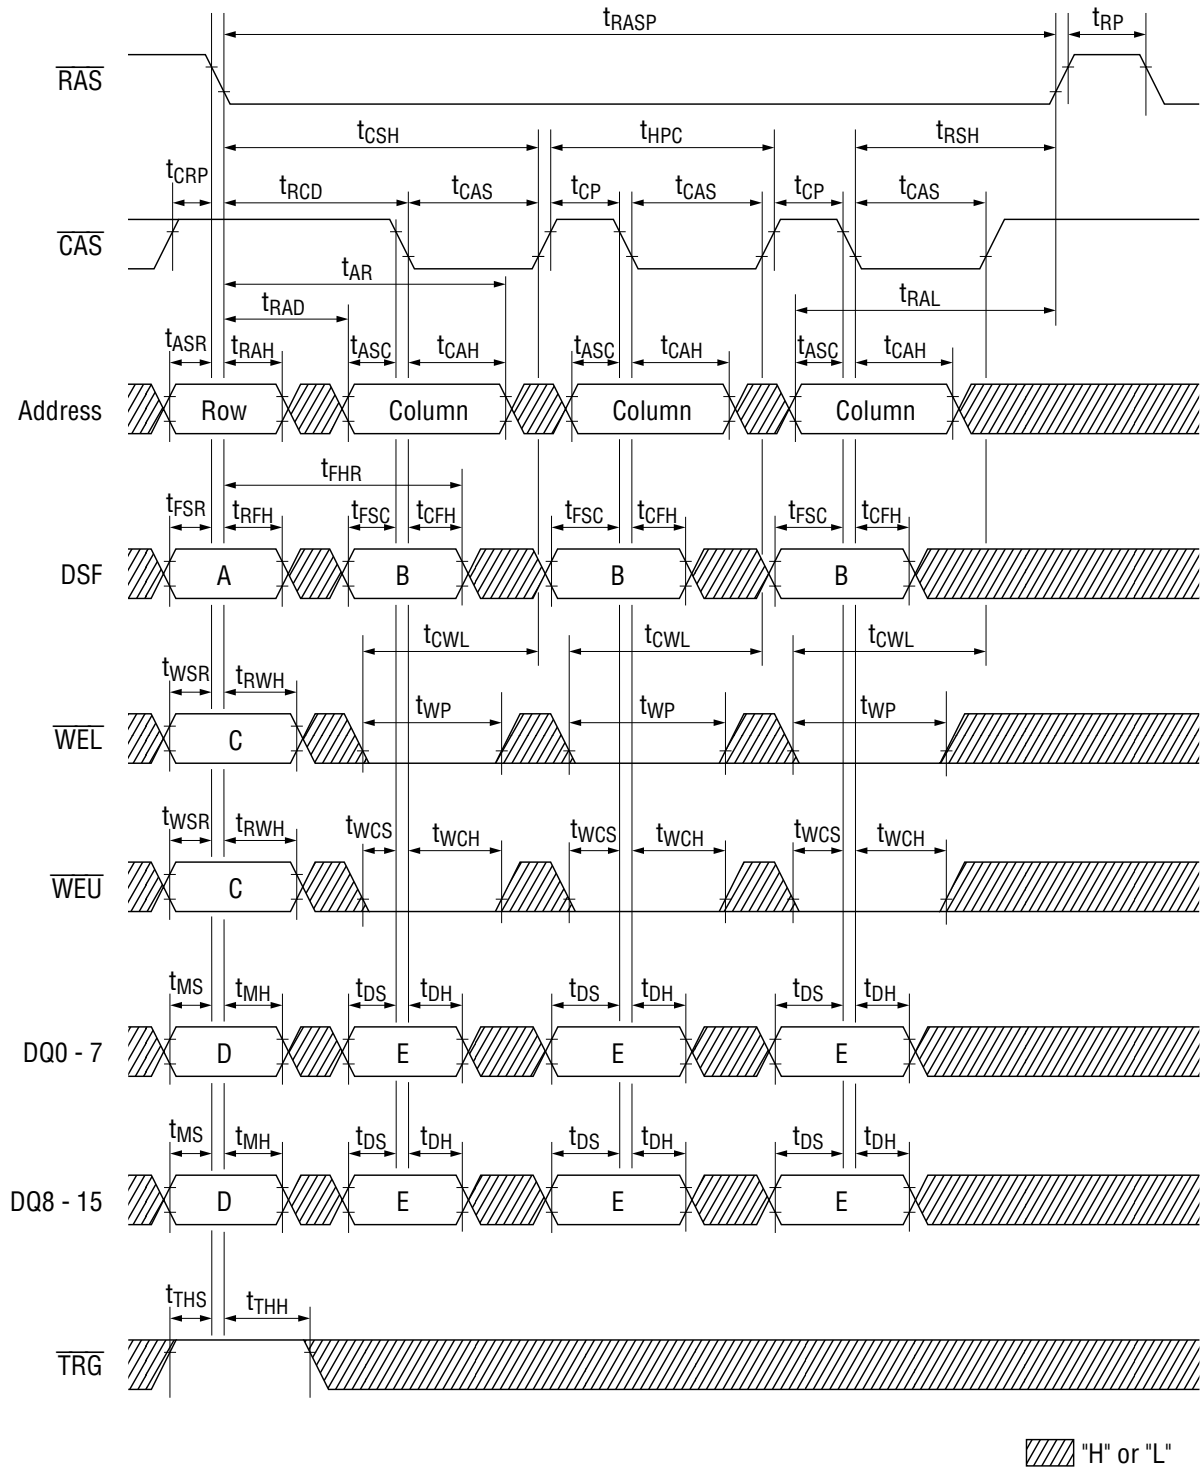 tRASP tRP
RAS
tCSH tHPC tRSH
tCRP tRCD tCAS tCP tCAS tCP tCAS
CAS
tAR
tRAD tRAL
tASR tRAH tASC tCAH tASC tCAH tASC tCAH
Address Row Column Column Column
tFHR
tFSR tRFH tFSC tCFH tFSC tCFH tFSC tCFH
DSF A B B B
tCWL tCWL tCWL
tWSR tRWH tWP tWP tWP
WEL C
tWSR tRWH tWCS tWCH tWCS tWCH tWCS tWCH
WEU C
tMS tMH tDS tDH tDS tDH tDS tDH
DQ0 - 7 D E E E
tMS tMH tDS tDH tDS tDH tDS tDH
DQ8 - 15 D E E E
tTHS tTHH
TRG
"H" or "L"